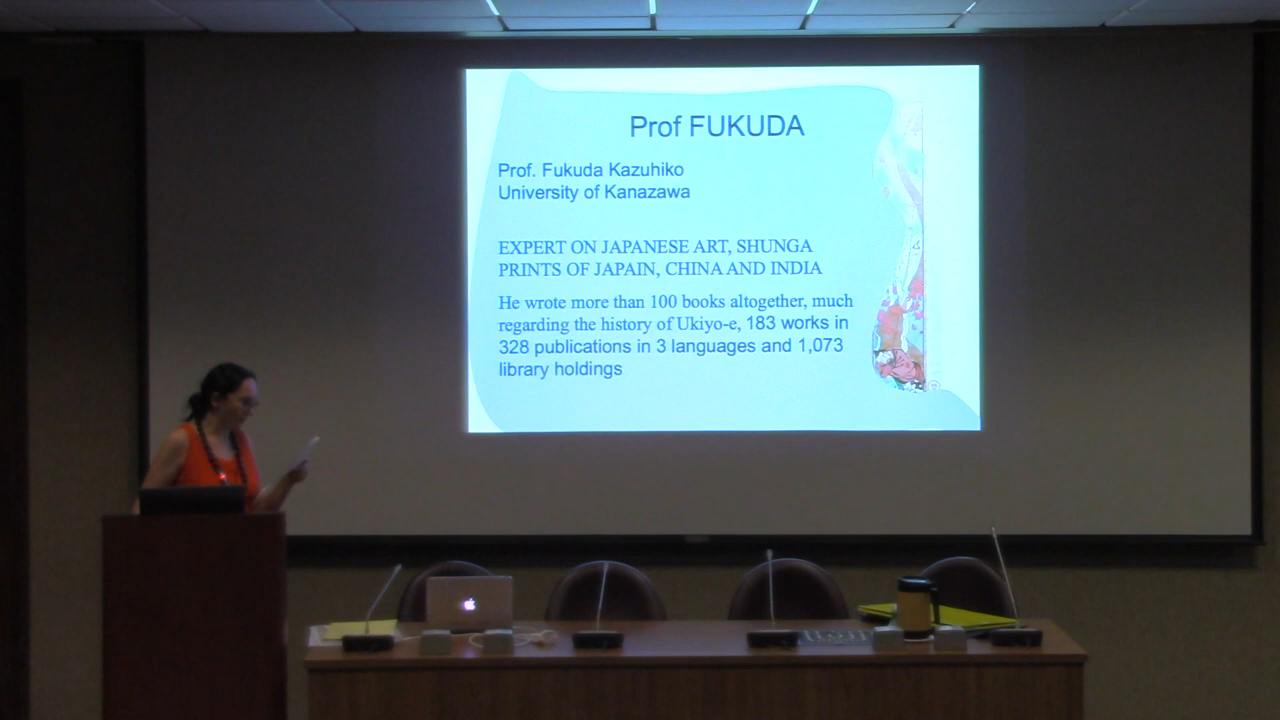 Prof FUKUDA
Prof. Fukuda Kazuhiko
University of Kanazawa
EXPERT ON JAPANESE ART, SHUNGA
PRINTS OF JAPAIN, CHINA AND INDIA
He wrote more than 100 books altogether, much
regarding the history of Ukiyo-e, 183 works in
328 publications in 3 languages and 1,073
library holdings